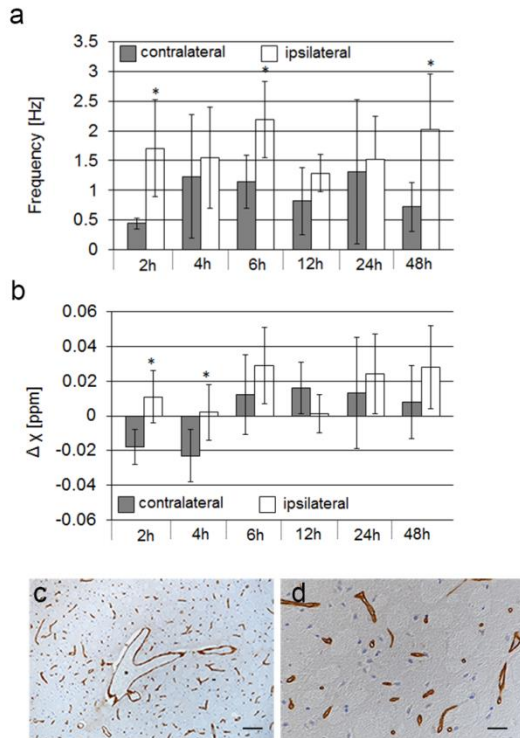 a
contralateral ipsilateral
3.5
3
2.5
2
1.5
1
0.5
0
Frequency [Hz]
* * *
2h 4h 6h 12h 24h 48h
b
0.06
0.04
0.02
0
-0.02
-0.04
-0.06
Δ χ [ppm]
* *
contralateral ipsilateral
2h 4h 6h 12h 24h 48h
c d